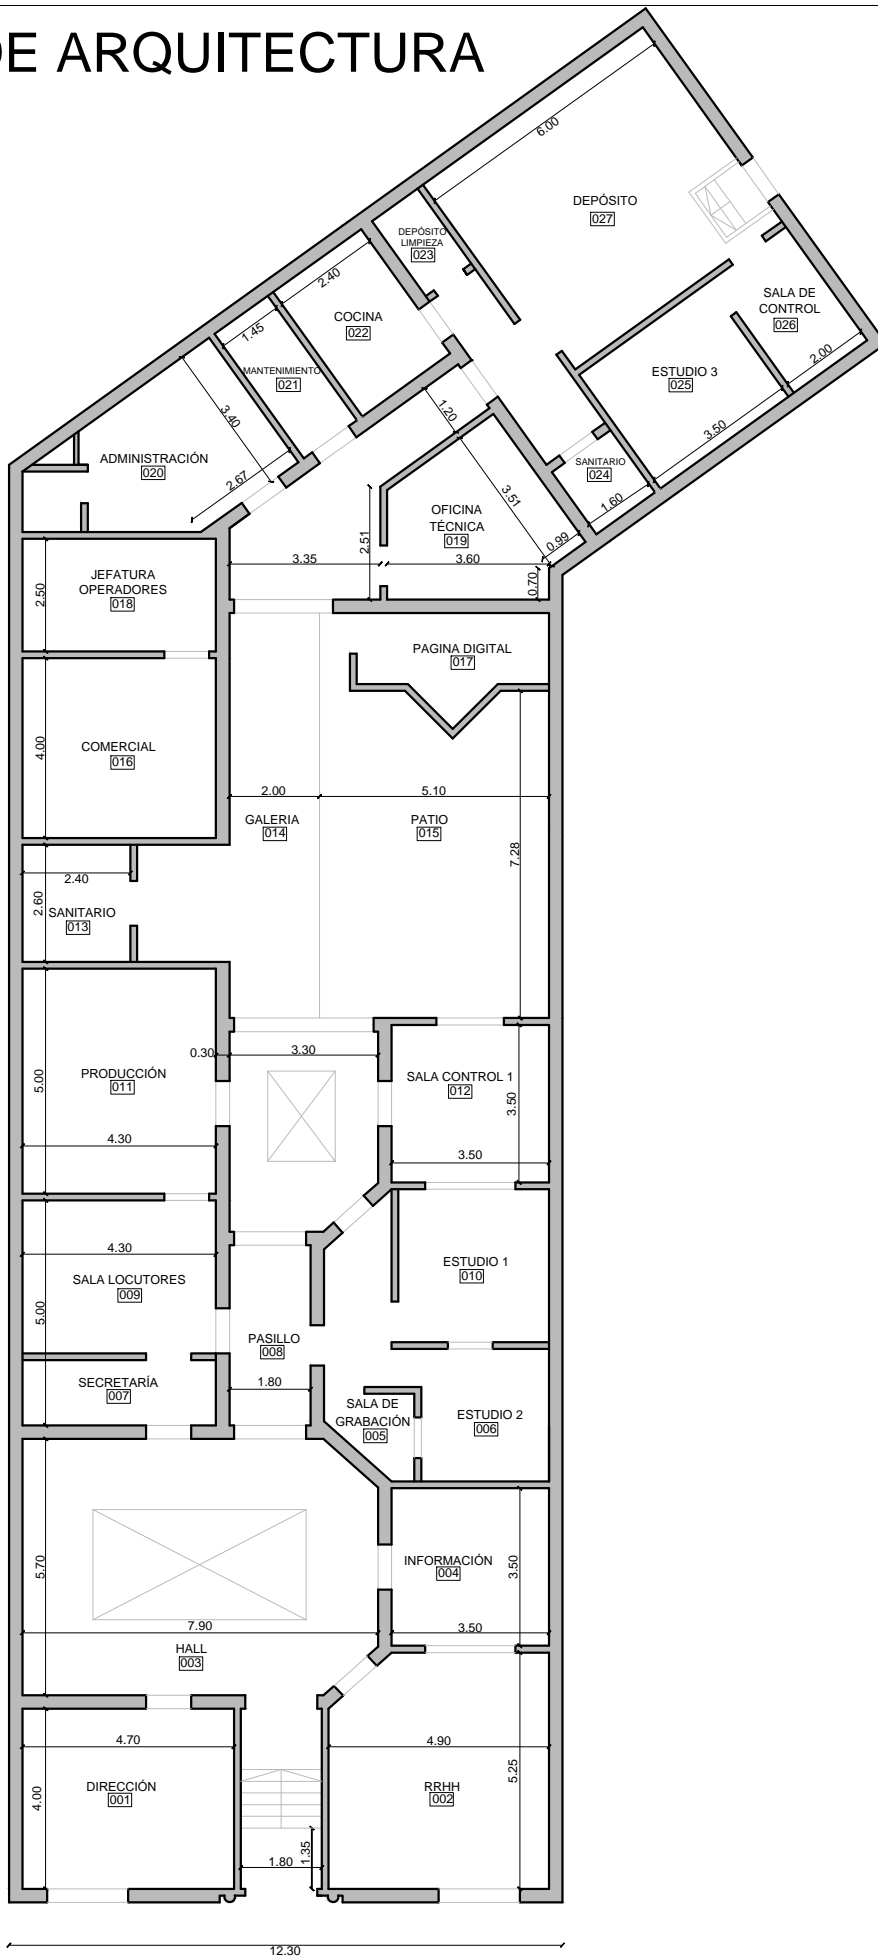 DE ARQUITECTURA
6.00
DEPÓSITO
027
DEPÓSITO
LIMPIEZA
023
2.40
COCINA
022
SALA DE
CONTROL
026
1.45
MANTENIMIENTO
021
2.00
ESTUDIO 3
025
3.50
3.40
1.20
ADMINISTRACIÓN
020
2.67
SANITARIO
024
1.60
3.51
OFICINA
TÉCNICA
019
0.99
2.51
3.35
3.60
0.70
JEFATURA
OPERADORES
018
2.50
PAGINA DIGITAL
017
COMERCIAL
016
4.00
2.00
5.10
GALERIA
014
PATIO
015
7.28
2.40
2.60
SANITARIO
013
0.30
3.30
PRODUCCIÓN
011
5.00
SALA CONTROL 1
012
3.50
4.30
3.50
4.30
SALA LOCUTORES
009
5.00
ESTUDIO 1
010
PASILLO
008
SECRETARÍA
007
1.80
SALA DE
GRABACIÓN
005
ESTUDIO 2
006
5.70
INFORMACIÓN
004
3.50
7.90
3.50
HALL
003
4.70
4.90
DIRECCIÓN
001
4.00
RRHH
002
5.25
1.35
1.80
12.30